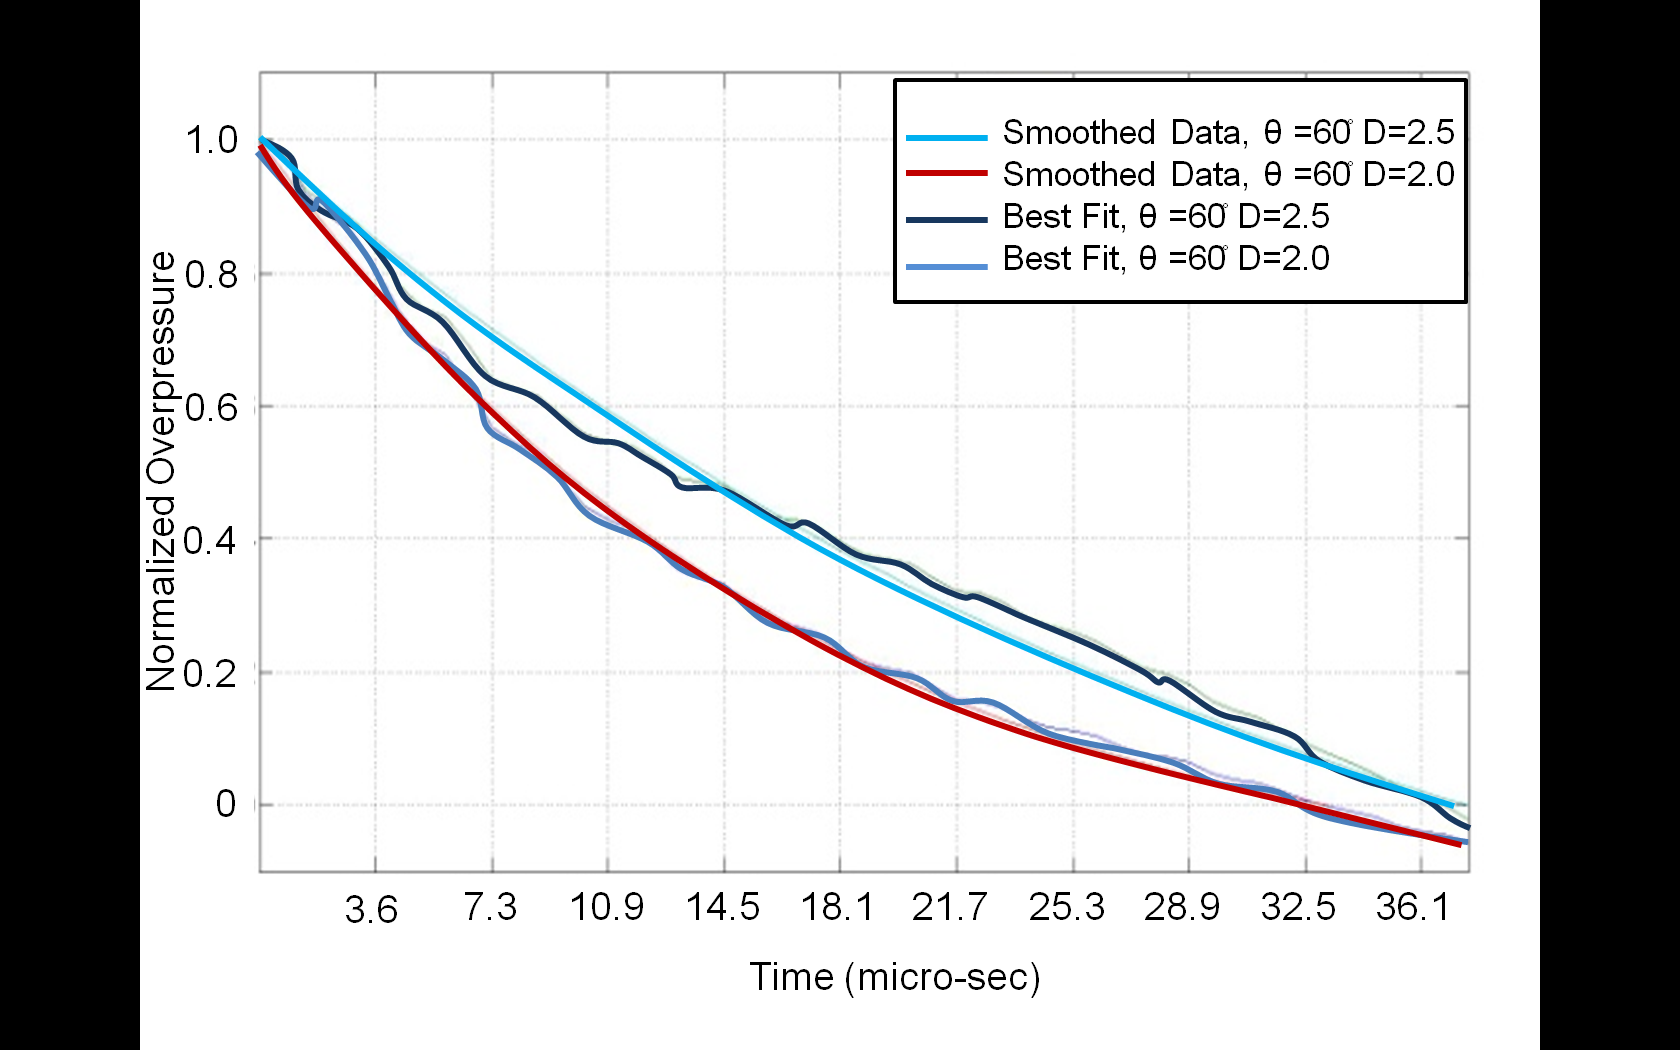 Smoothed Data, θ =60° D=2.5
Smoothed Data, θ =60° D=2.0
Best Fit, θ =60° D=2.5
Best Fit, θ =60° D=2.0
Normalized Overpressure
1.0
0.8
0.6
0.4
0.2
0
3.6 7.3 10.9 14.5 18.1 21.7 25.3 28.9 32.5 36.1
Time (micro-sec)